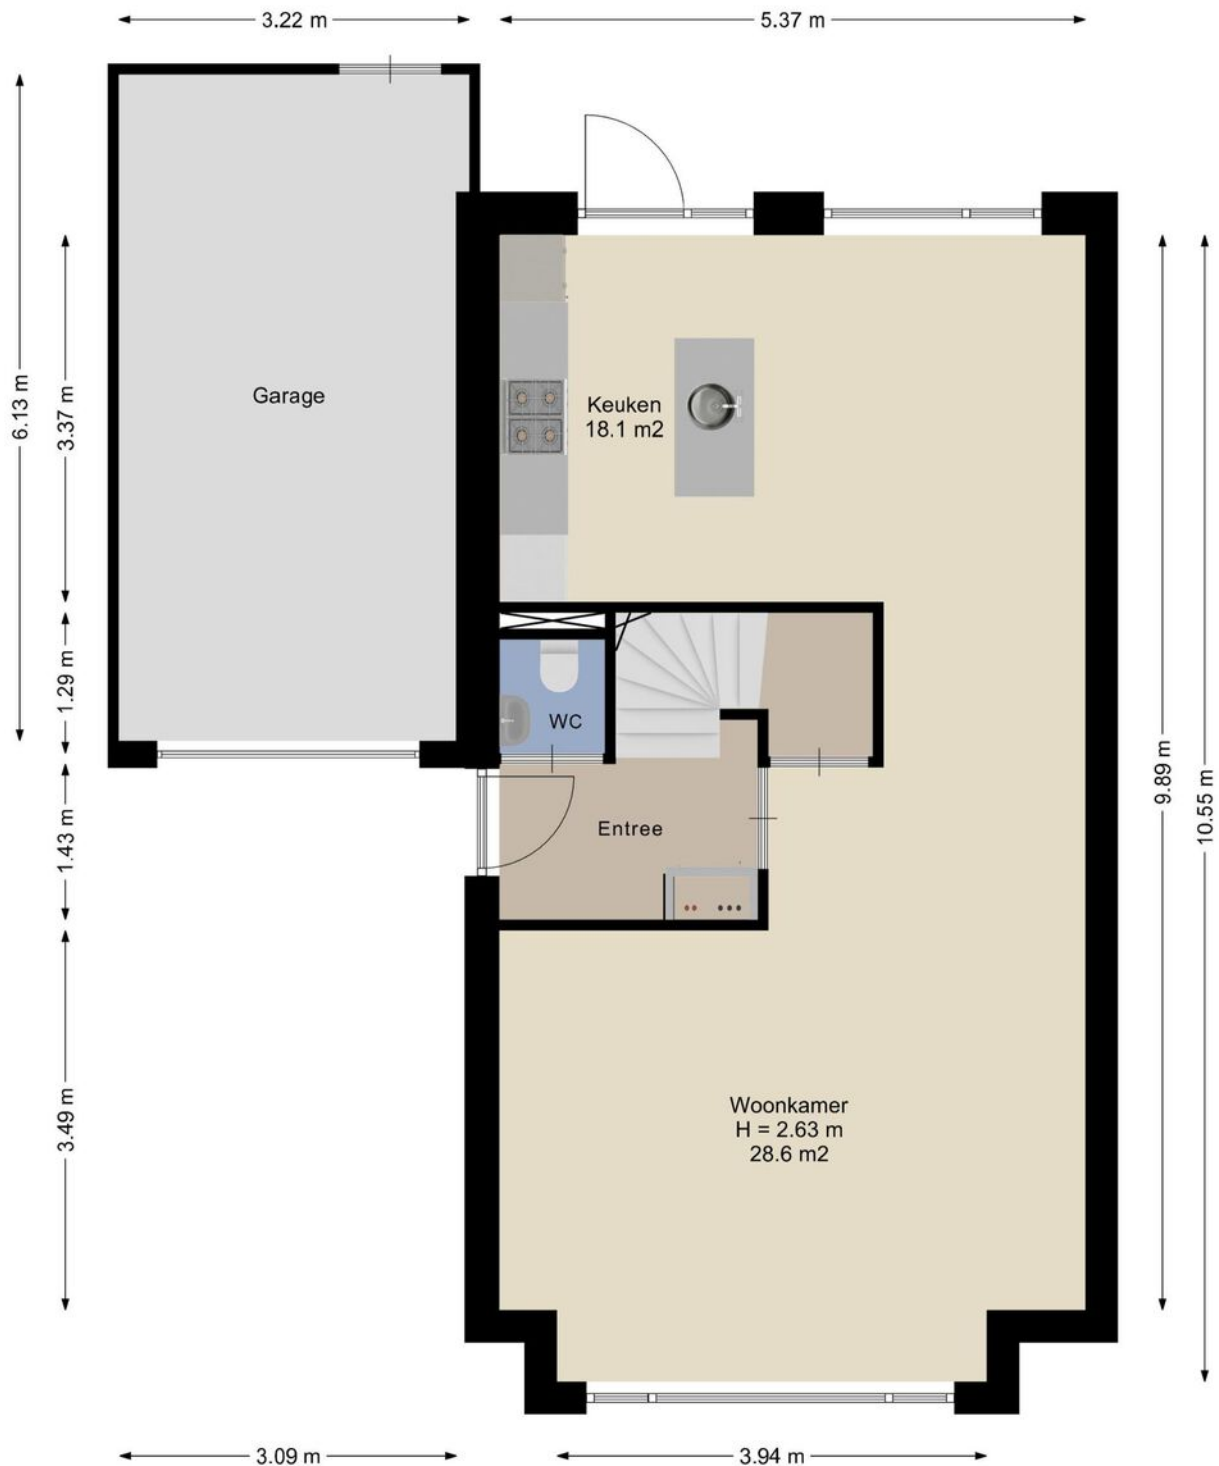 3.22 m
5.37 m
6.13 m
3.37 m
1.29 m
1.43 m
3.49 m
Garage
Keuken
18.1 m2
WC
Entree
Woonkamer
H = 2.63 m
28.6 m2
9.89 m
10.55 m
3.09 m
3.94 m